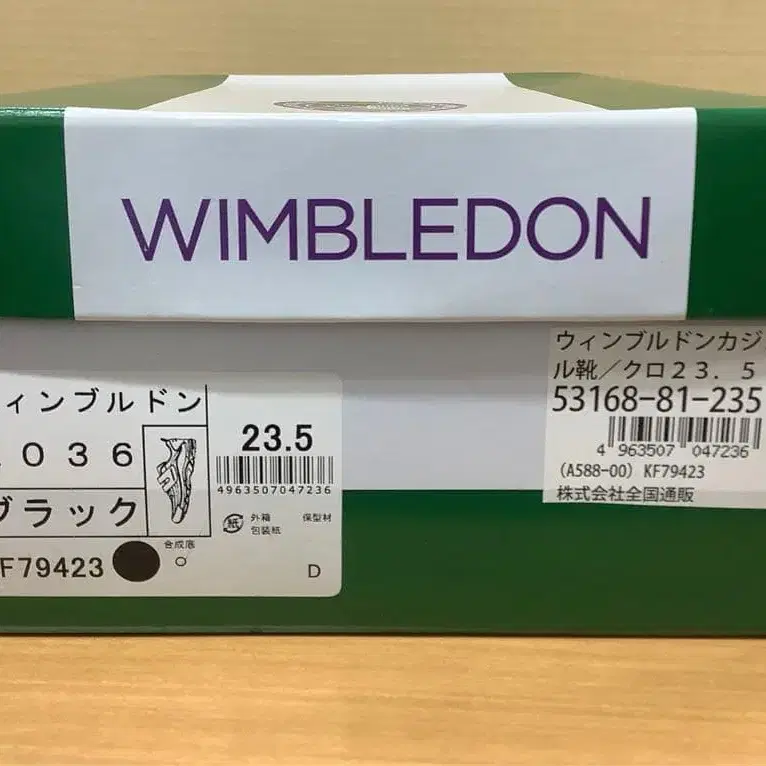 WIMBLEDON
ィンブルドン
036
ブラック
F79423
合成底
23.5
4963507047236
紙
外箱
包装紙
保型材
D
ウィンブルドンカジ
ル靴／クロ23．5
53168-81-235
4 963507 047236
(A588-00) KF79423
株式会社全国通販